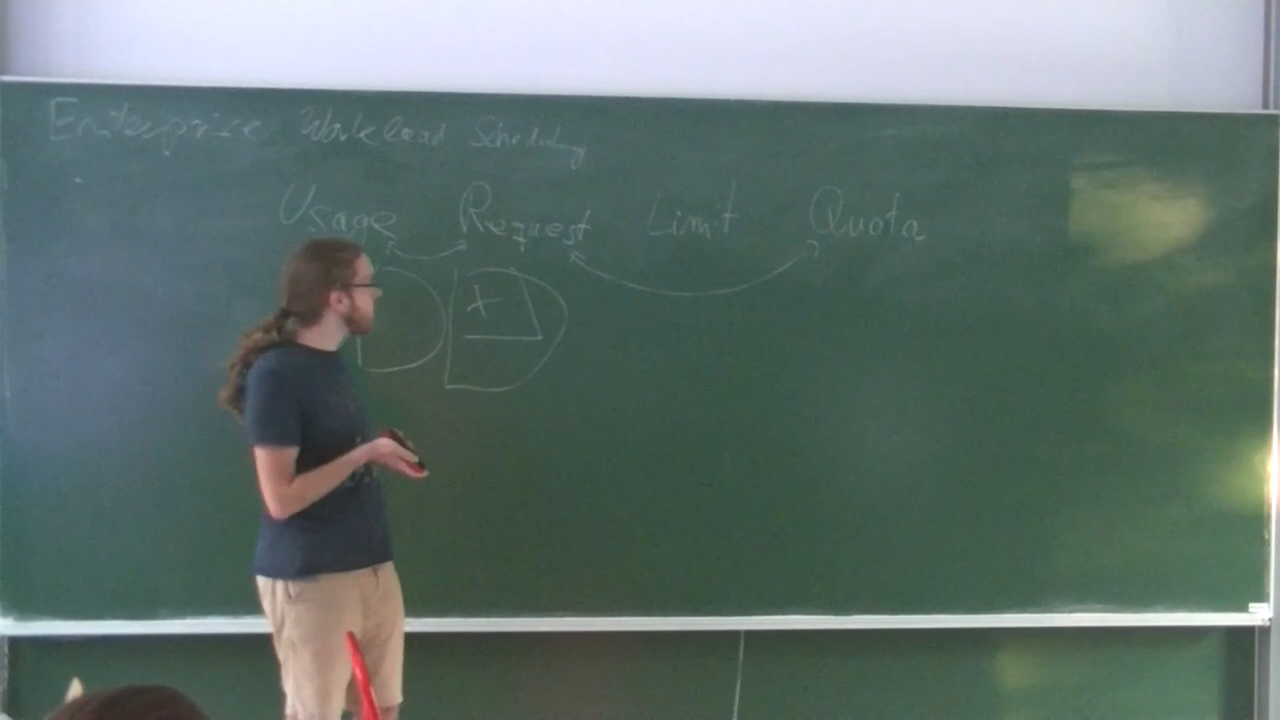 Enterprise Workload Scheduling
Usage Request Limit Quota
+